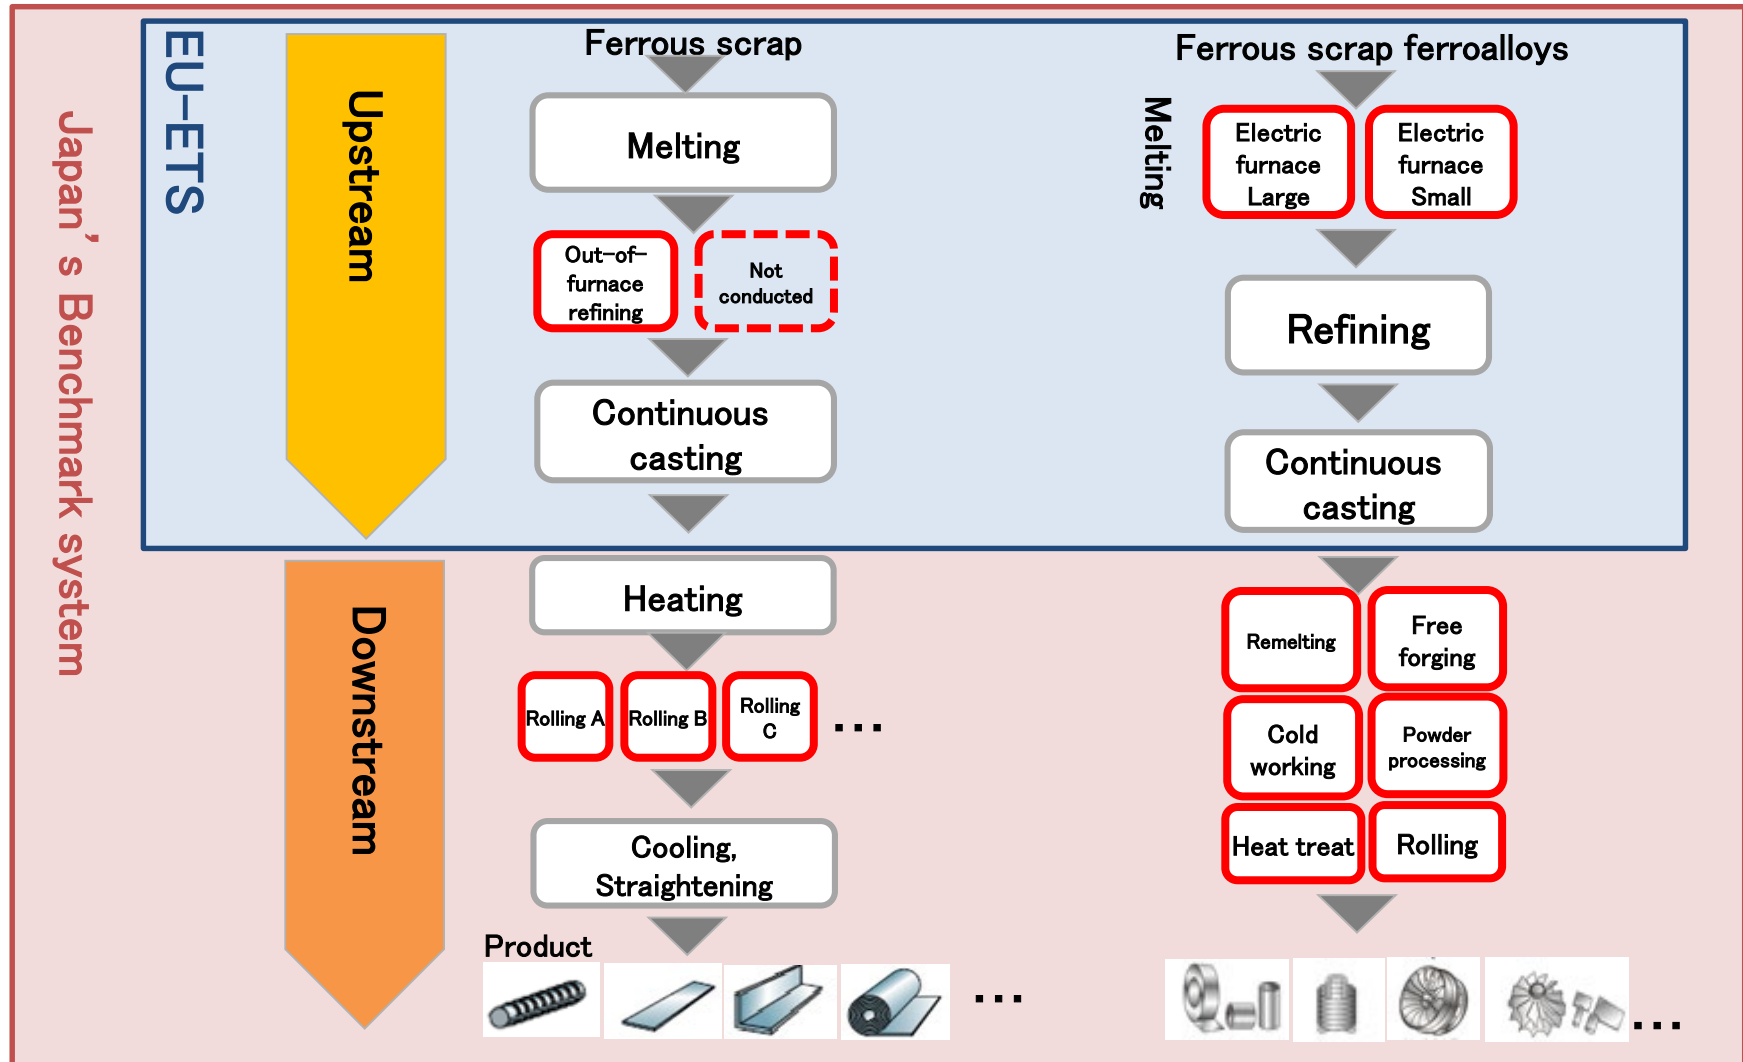 Japan's Benchmark system
EU-ETS
Upstream
Downstream
Ferrous scrap
Melting
Out-of-
furnace
refining
Not
conducted
Continuous
casting
Heating
Rolling A
Rolling B
Rolling
C
...
Cooling,
Straightening
Product
...
Ferrous scrap ferroalloys
Melting
Electric
furnace
Large
Electric
furnace
Small
Refining
Continuous
casting
Remelting
Free
forging
Cold
working
Powder
processing
Heat treat
Rolling
...